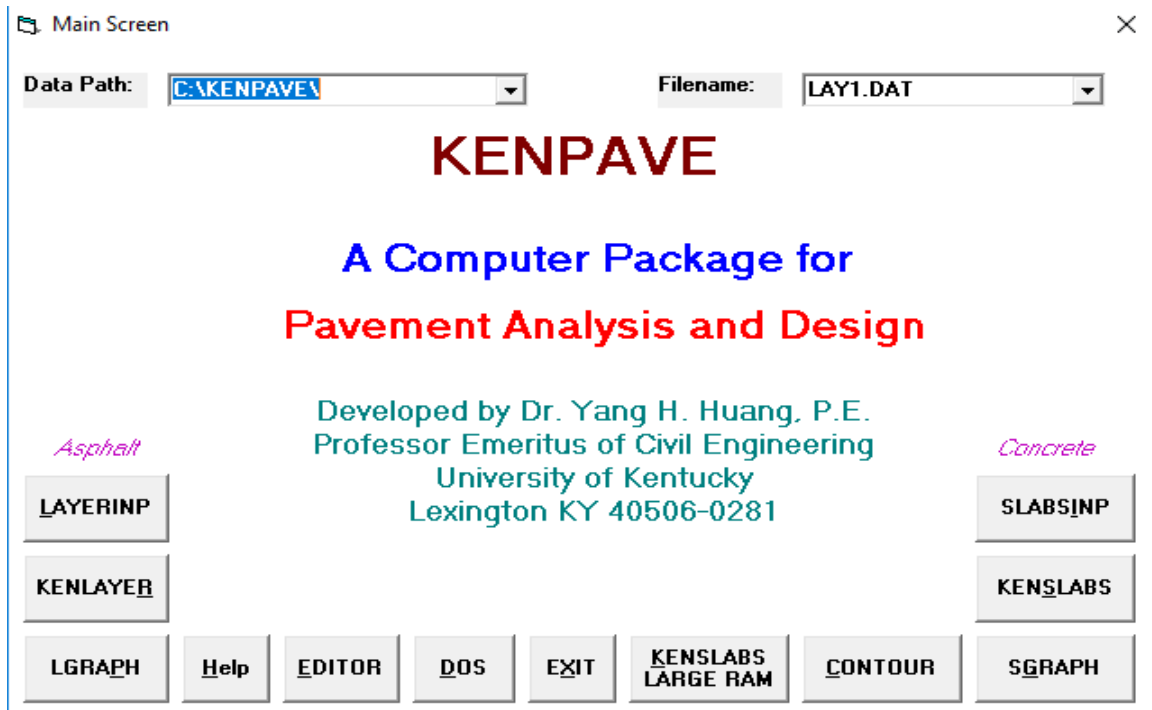 Main Screen
Data Path: C:\KENPAVE\ Filename: LAY1.DAT
KENPAVE
A Computer Package for
Pavement Analysis and Design
Developed by Dr. Yang H. Huang, P.E.
Professor Emeritus of Civil Engineering
University of Kentucky
Lexington KY 40506-0281
Asphalt
Concrete
LAYERINP
SLABSINP
KENLAYER
KENSLABS
LGRAPH
Help
EDITOR
DOS
EXIT
KENSLABS
LARGE RAM
CONTOUR
SGRAPH